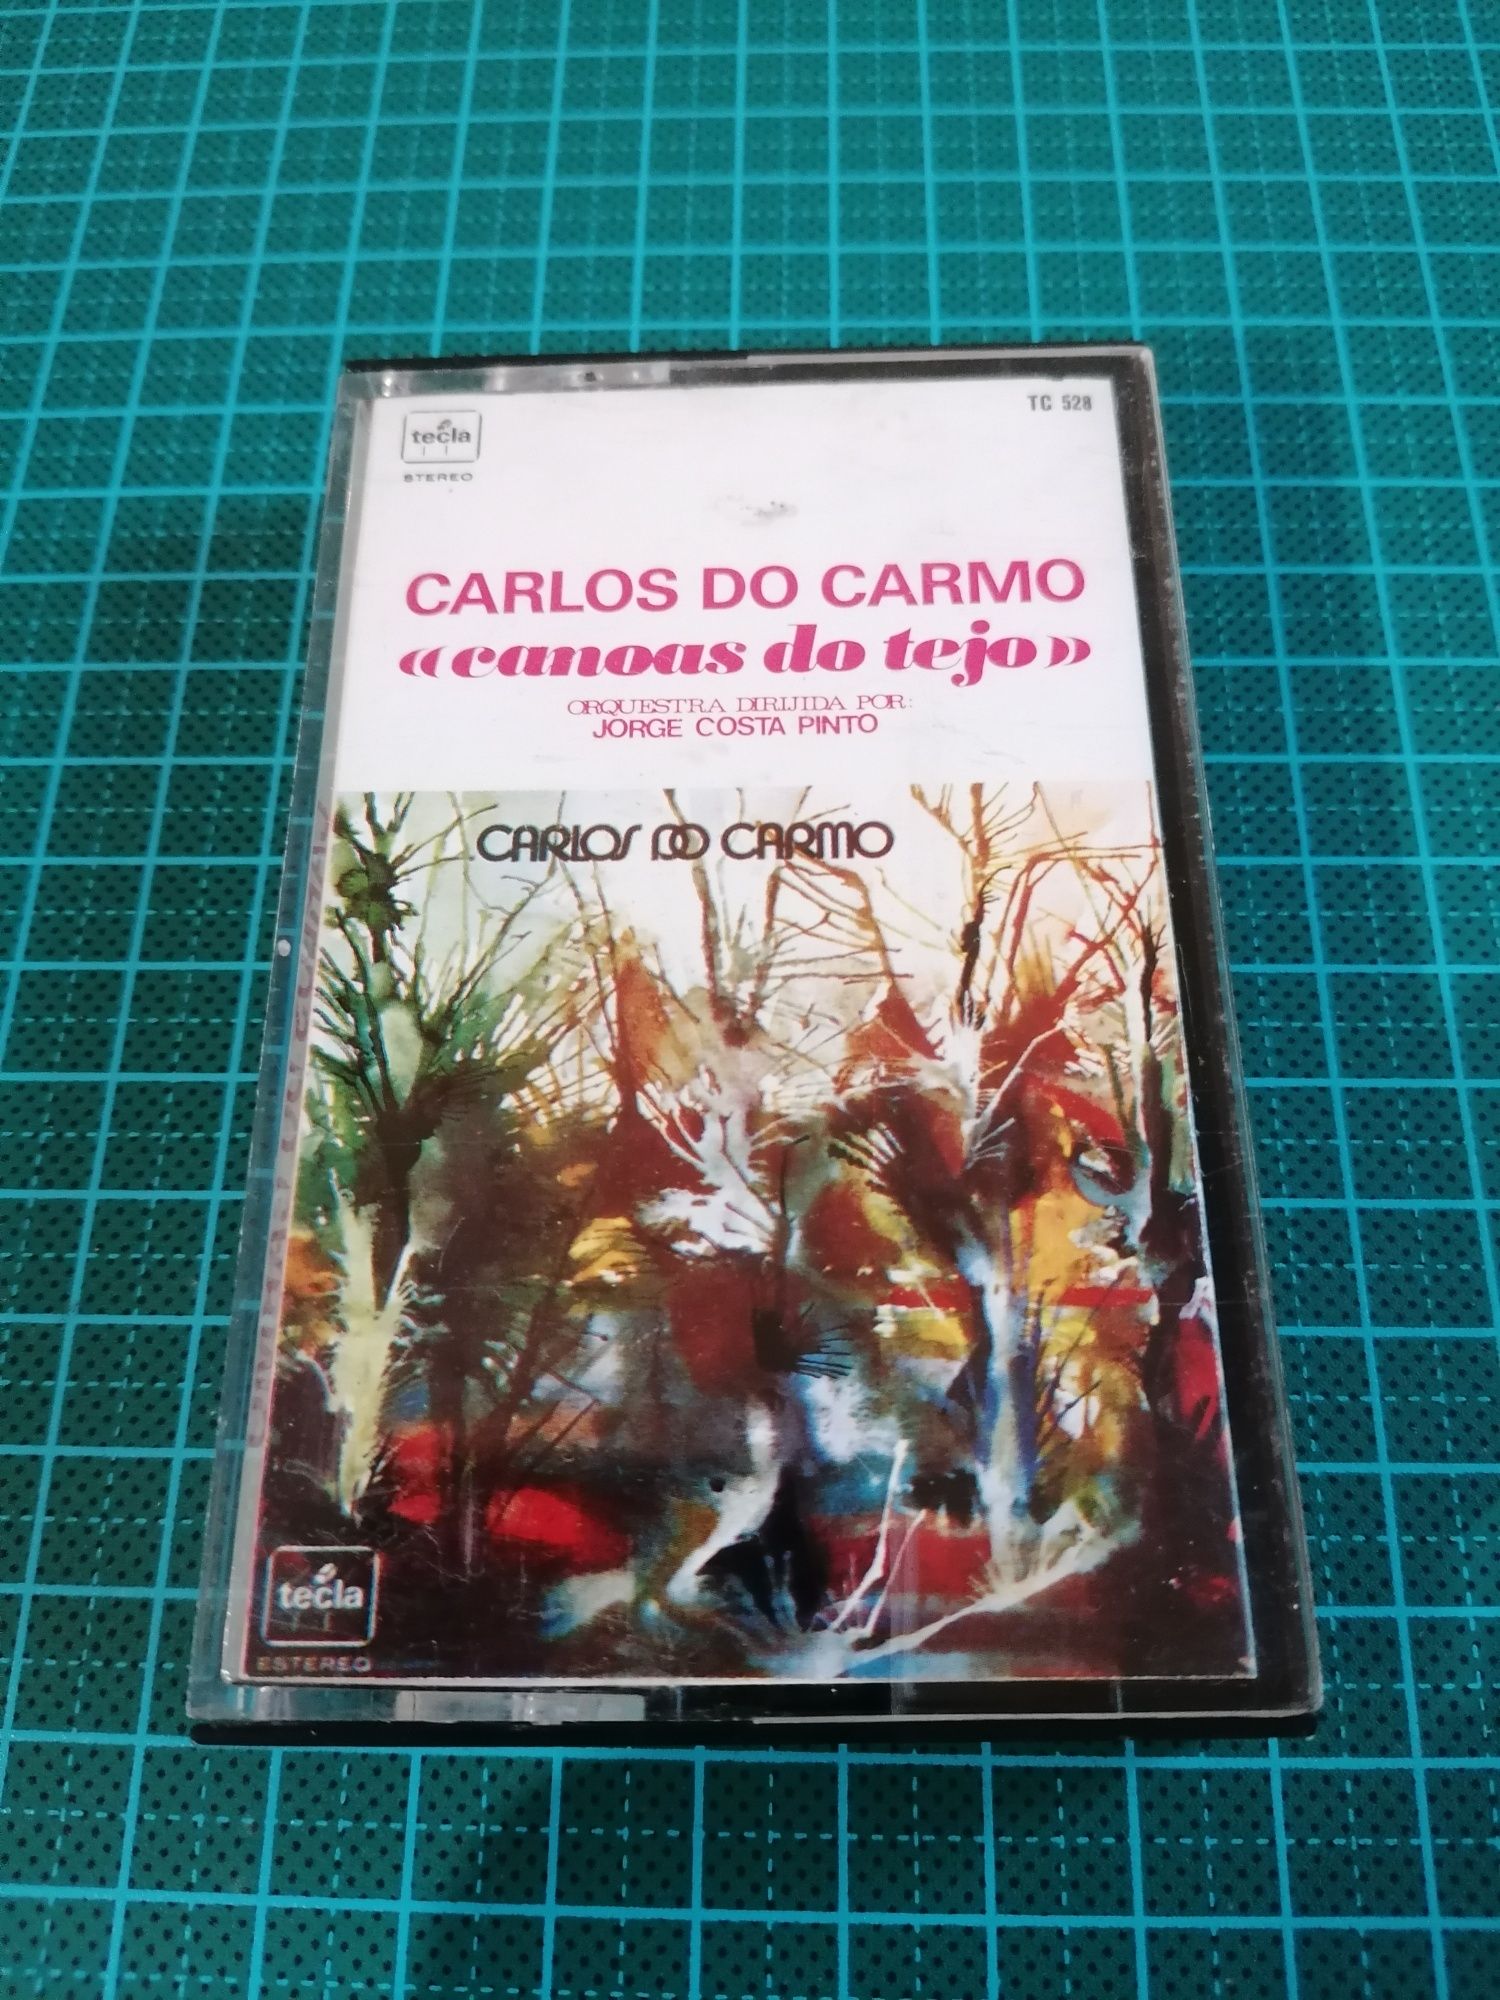 tecla
STEREO
TC 528
CARLOS DO CARMO
«canoas do tejo»
ORQUESTRA DIRIJIDA POR:
JORGE COSTA PINTO
CARLOS DO CARMO
tecla
ESTEREO